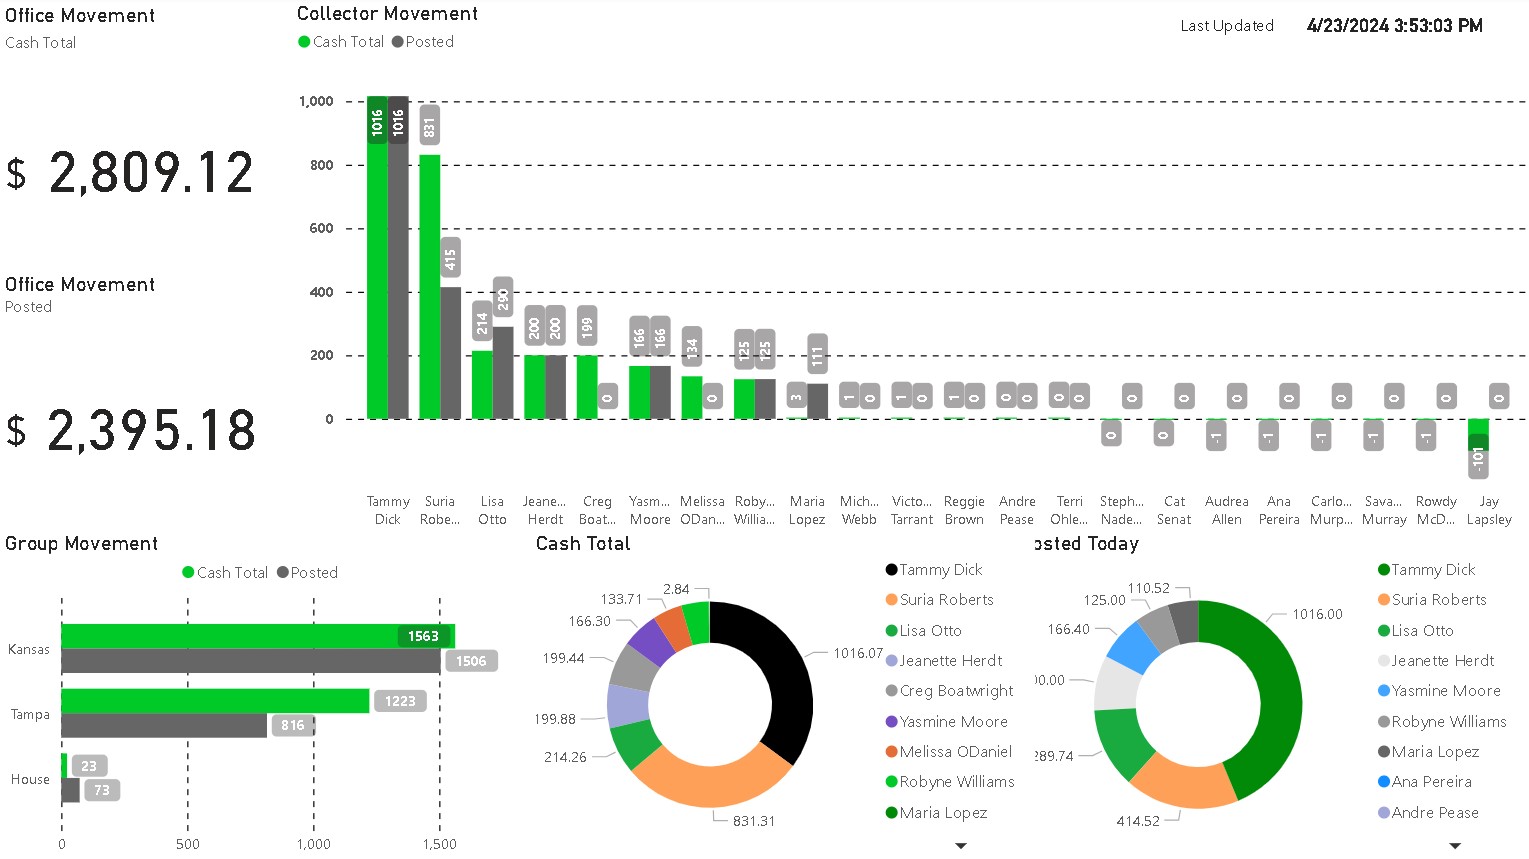 Office Movement
Cash Total
$ 2,809.12
Office Movement
Posted
$ 2,395.18
Collector Movement
Cash Total Posted
Last Updated 4/23/2024 3:53:03 PM
1,000
800
600
400
200
0
1016 1016 831 415 214 290 200 200 199 0 166 166 134 0 125 125 3 111 1 0 1 0 1 0 0 0 0 0 0 0 0 0 -1 0 -1 0 -1 0 -1 0 -1 0 -101 0
Tammy Suria Lisa Jeane... Creg Yasm... Melissa Roby... Maria Mich... Victo... Reggie Andre Terri Steph... Cat Audrea Ana Carlo... Sava... Rowdy Jay
Dick Robe... Otto Herdt Boat... Moore ODan... Willia... Lopez Webb Tarrant Brown Pease Ohle... Nade... Senat Allen Pereira Murp... Murray McD... Lapsley
Group Movement
Cash Total Posted
Kansas 1563
1506
Tampa 1223
816
House 23
73
0 500 1,000 1,500
Cash Total
2.84
133.71
166.30
199.44
199.88
214.26
831.31
1016.07
Tammy Dick
Suria Roberts
Lisa Otto
Jeanette Herdt
Creg Boatwright
Yasmine Moore
Melissa ODaniel
Robyne Williams
Maria Lopez
osted Today
110.52
125.00
166.40
00.00
289.74
414.52
1016.00
Tammy Dick
Suria Roberts
Lisa Otto
Jeanette Herdt
Yasmine Moore
Robyne Williams
Maria Lopez
Ana Pereira
Andre Pease